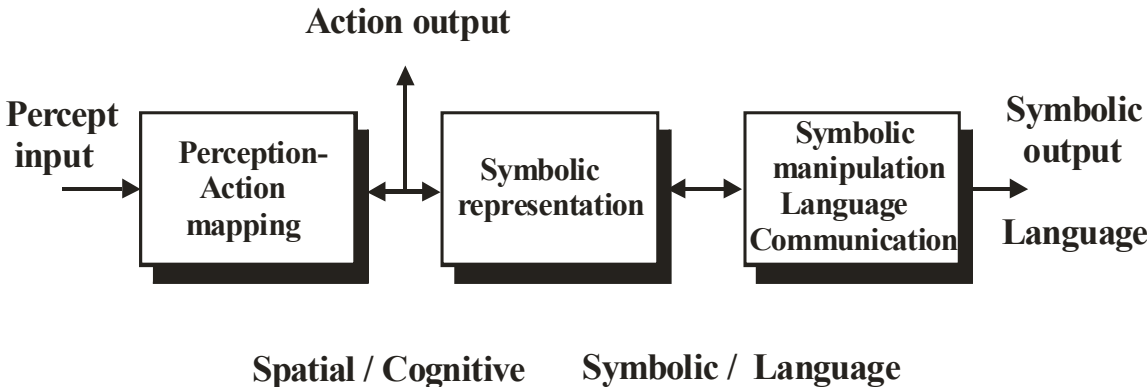 Action output
Percept
input
Perception-
Action
mapping
Symbolic
representation
Symbolic
manipulation
Language
Communication
Symbolic
output
Language
Spatial / Cognitive Symbolic / Language